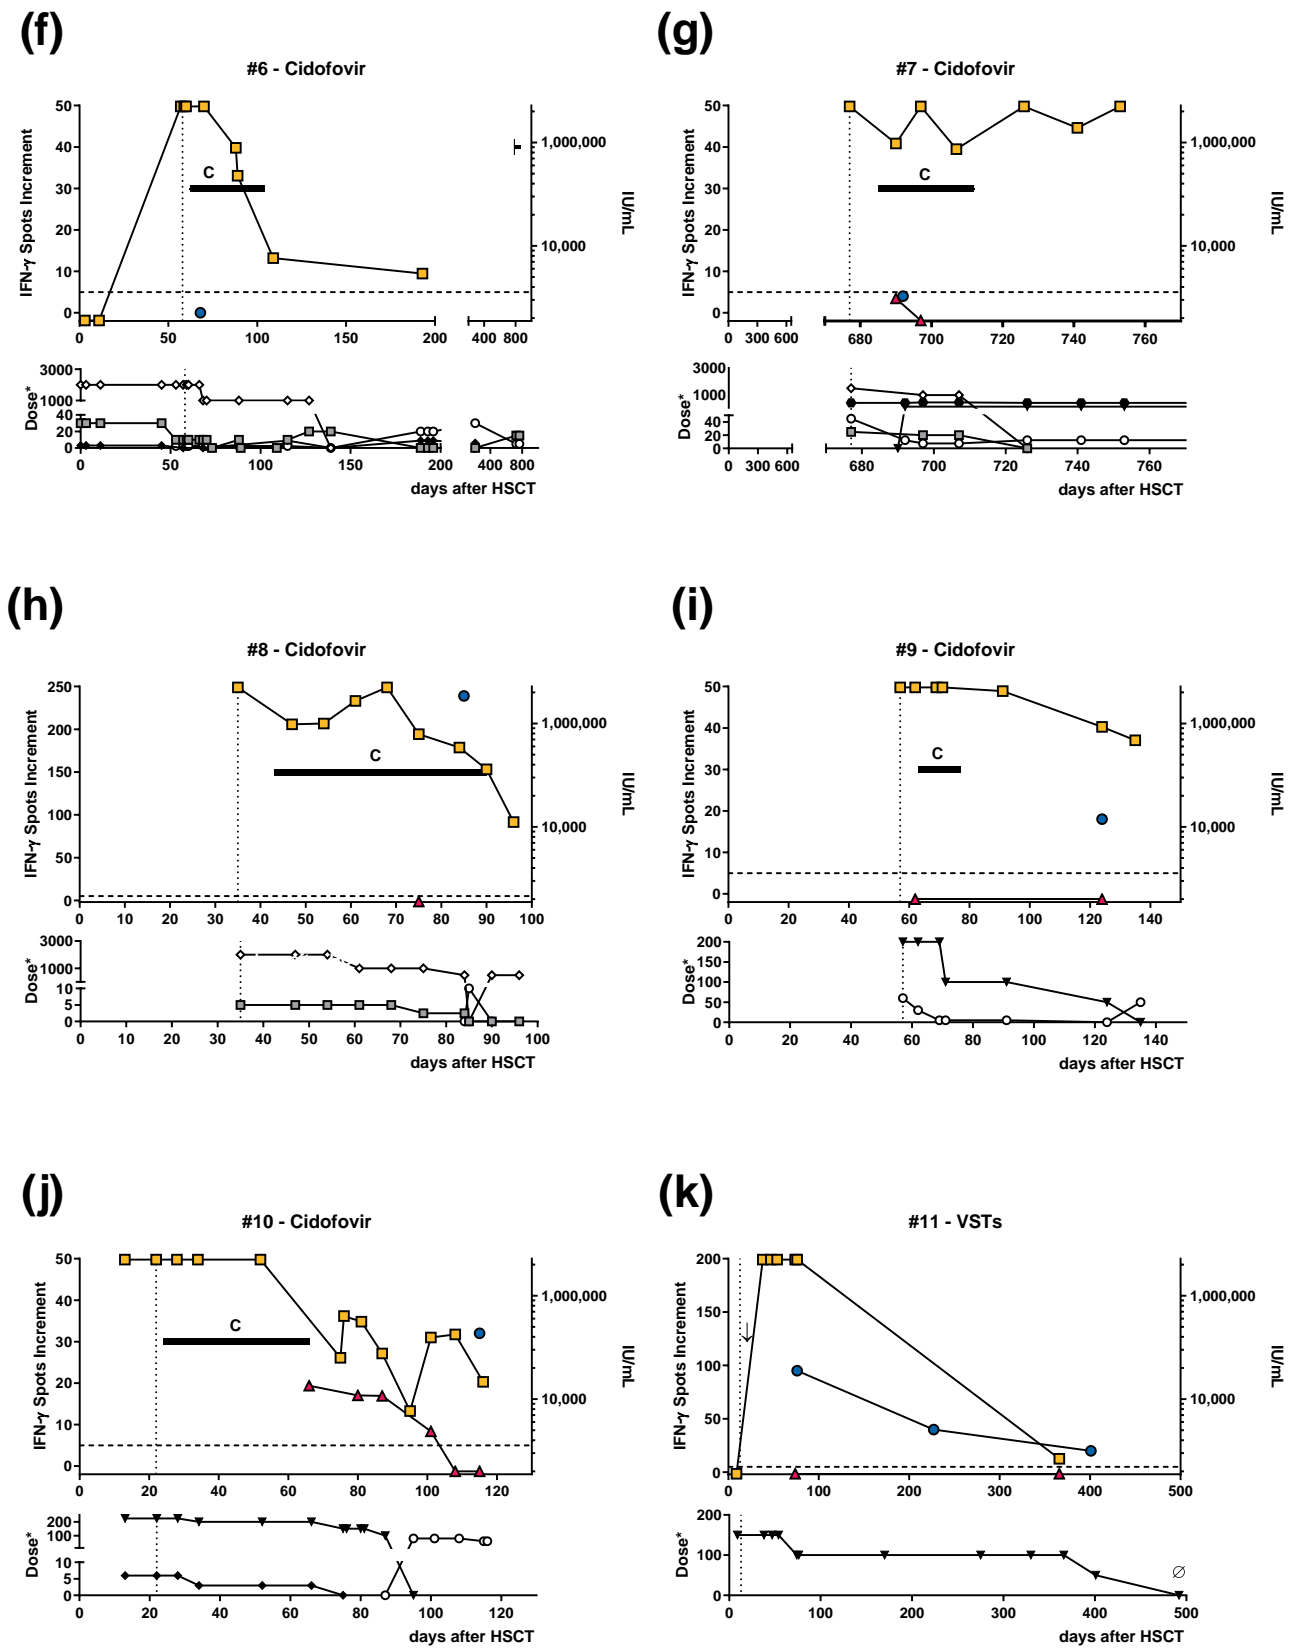 (f)
#6 - Cidofovir
IFN-γ Spots Increment
50
40
30
20
10
0
C
1,000,000
10,000
IU/mL
0 50 100 150 200 400 800
Dose*
3000
1000
40
20
0
0 50 100 150 200 400 800
days after HSCT
(g)
#7 - Cidofovir
IFN-γ Spots Increment
50
40
30
20
10
0
C
1,000,000
10,000
IU/mL
0 300 600 680 700 720 740 760
Dose*
3000
1000
40
20
0
0 300 600 680 700 720 740 760
days after HSCT
(h)
#8 - Cidofovir
IFN-γ Spots Increment
250
200
150
100
50
0
C
1,000,000
10,000
IU/mL
0 10 20 30 40 50 60 70 80 90 100
Dose*
3000
1000
10
5
0
0 10 20 30 40 50 60 70 80 90 100
days after HSCT
(i)
#9 - Cidofovir
IFN-γ Spots Increment
50
40
30
20
10
0
C
1,000,000
10,000
IU/mL
0 20 40 60 80 100 120 140
Dose*
200
150
100
50
0
0 20 40 60 80 100 120 140
days after HSCT
(j)
#10 - Cidofovir
IFN-γ Spots Increment
50
40
30
20
10
0
C
1,000,000
10,000
IU/mL
0 20 40 60 80 100 120
Dose*
200
100
10
5
0
0 20 40 60 80 100 120
days after HSCT
(k)
#11 - VSTs
IFN-γ Spots Increment
200
150
100
50
0
↓
1,000,000
10,000
IU/mL
0 100 200 300 400 500
Dose*
200
100
0
∅
0 100 200 300 400 500
days after HSCT